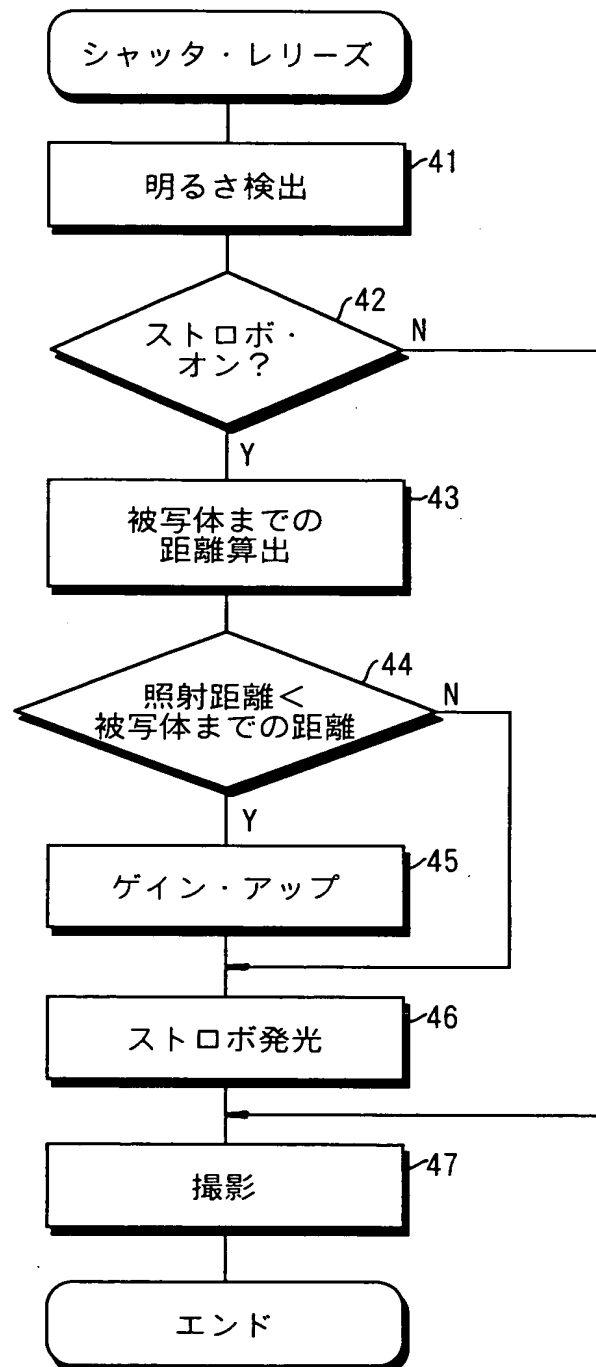 シャッタ・レリーズ
41
明るさ検出
42
ストロボ・
オン？
N
Y
43
被写体までの
距離算出
44
照射距離＜
被写体までの距離
N
Y
45
ゲイン・アップ
46
ストロボ発光
47
撮影
エンド